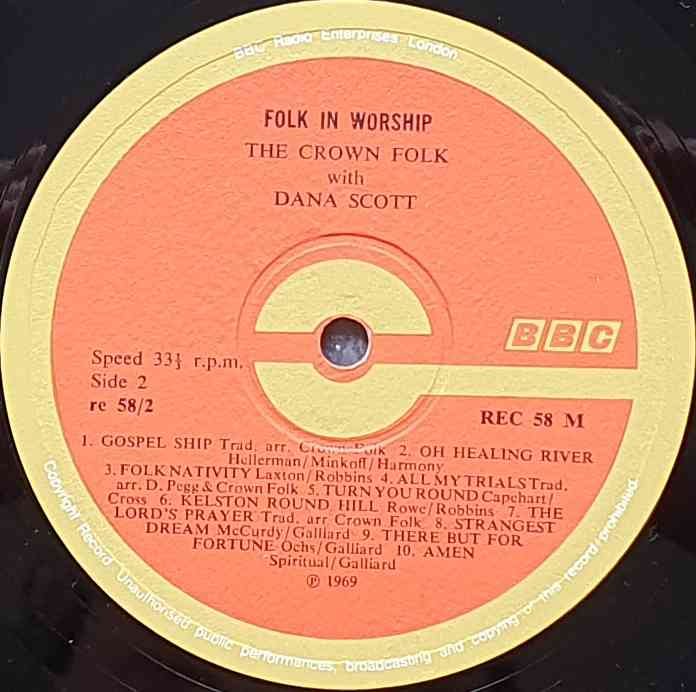 BBC Radio Enterprises London
FOLK IN WORSHIP
THE CROWN FOLK
with
DANA SCOTT
BBC
Speed 33⅓ r.p.m.
Side 2
re 58/2
REC 58 M
1. GOSPEL SHIP Trad. arr. Crown Folk 2. OH HEALING RIVER
Hellerman/Minkoff/Harmony
3. FOLK NATIVITY Laxton/Robbins 4. ALL MY TRIALS Trad.
arr. D. Pegg & Crown Folk 5. TURN YOU ROUND Capehart/
Cross 6. KELSTON ROUND HILL Rowe/Robbins 7. THE
LORD'S PRAYER Trad. arr Crown Folk 8. STRANGEST
DREAM McCurdy/Galliard 9. THERE BUT FOR
FORTUNE Ochs/Galliard 10. AMEN
Spiritual/Galliard
℗ 1969
Copyright Record Unauthorised public performances, broadcasting and copying of this record prohibited.